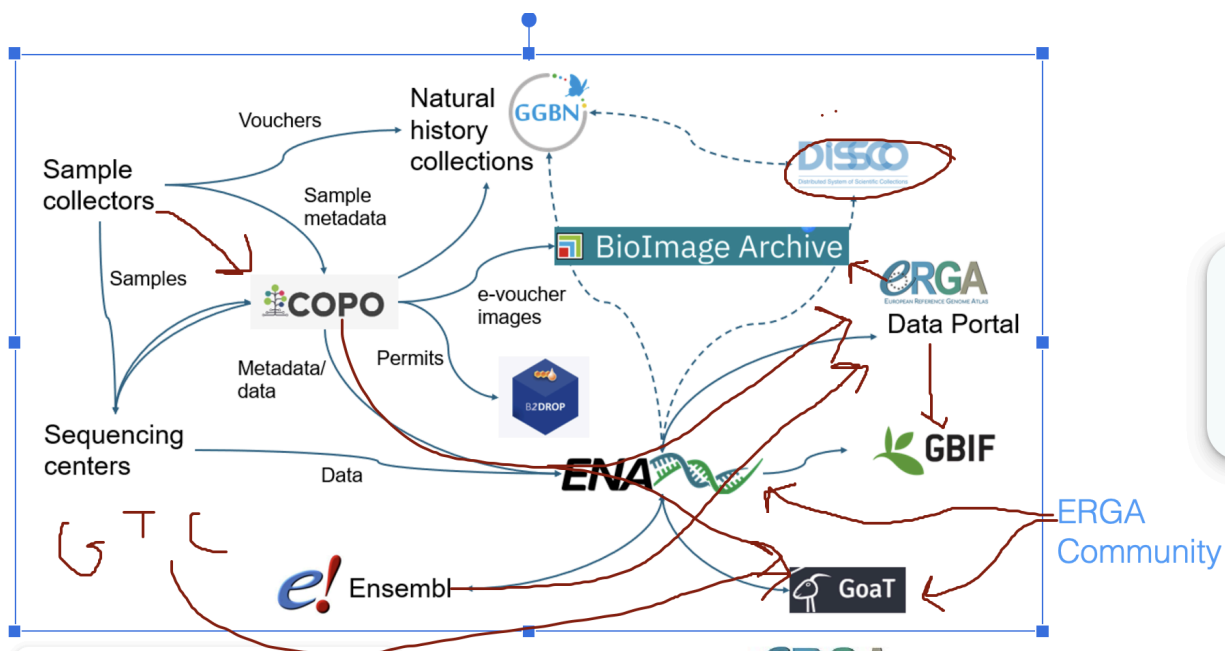 Natural
history
collections
GGBN
Vouchers
DiSSCo
Distributed System of Scientific Collections
Sample
collectors
Sample
metadata
BioImage Archive
Samples
COPO
e-voucher
images
ERGA
EUROPEAN REFERENCE GENOME ATLAS
Data Portal
Metadata/
data
Permits
B2DROP
Sequencing
centers
Data
ENA
GBIF
G T C
ERGA
Community
e! Ensembl
GoaT